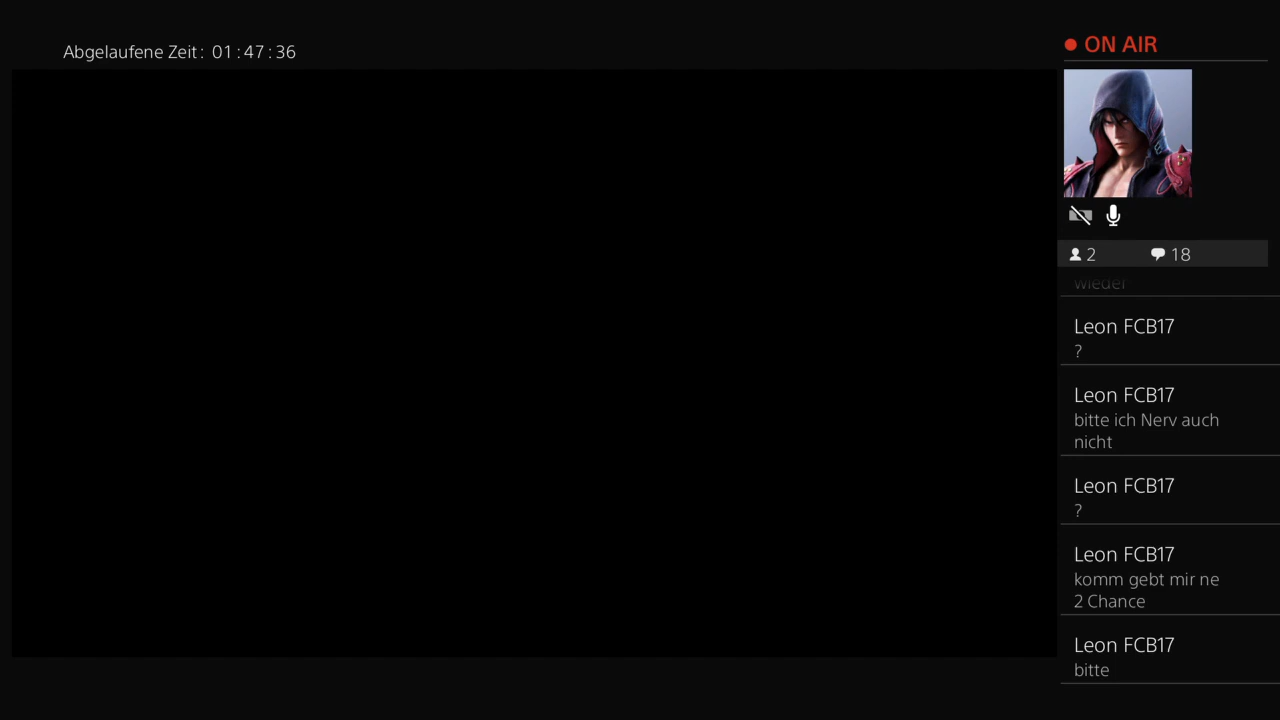 Abgelaufene Zeit: 01:47:36
ON AIR
2 18
wieder
Leon FCB17
?
Leon FCB17
bitte ich Nerv auch
nicht
Leon FCB17
?
Leon FCB17
komm gebt mir ne
2 Chance
Leon FCB17
bitte